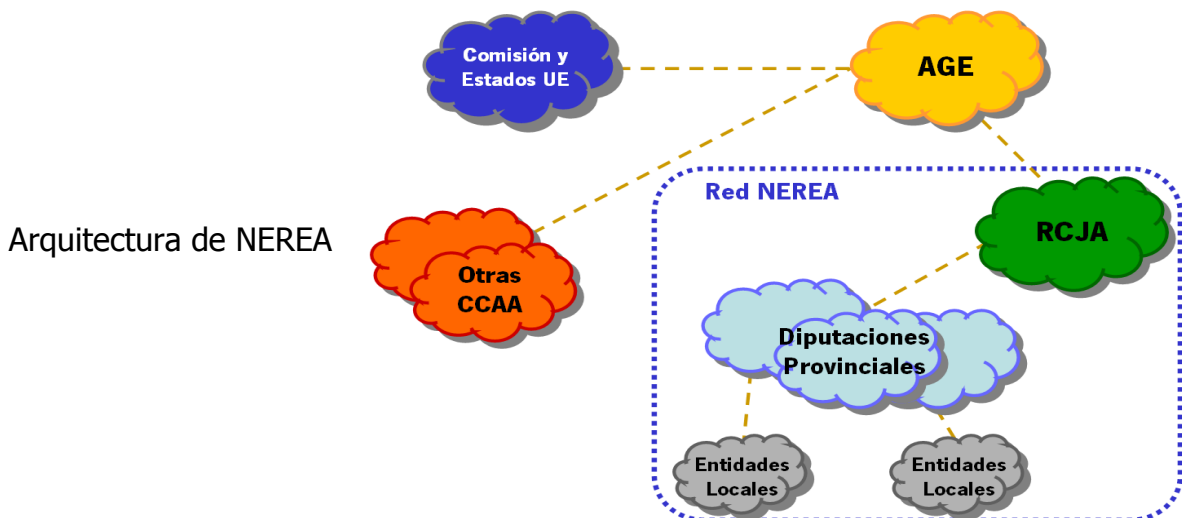 Comisión y
Estados UE
AGE
Red NEREA
RCJA
Arquitectura de NEREA
Otras
CCAA
Diputaciones
Provinciales
Entidades
Locales
Entidades
Locales